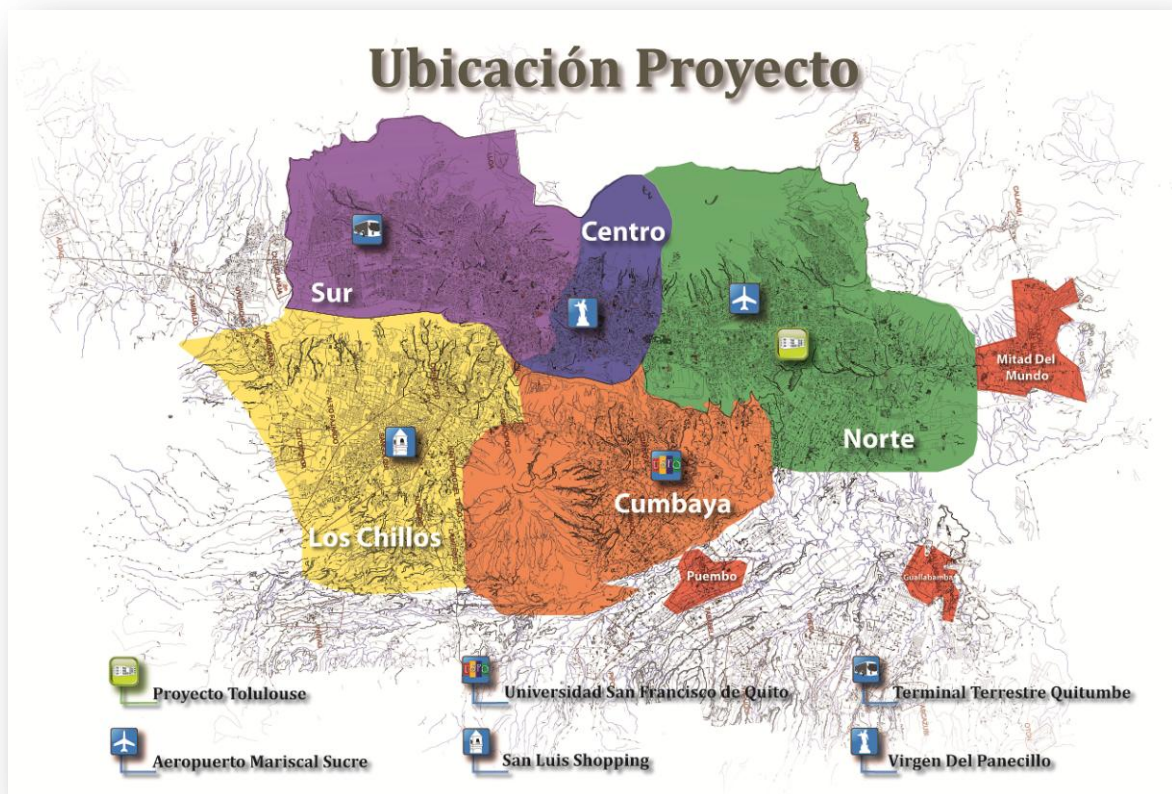 Ubicación Proyecto
Centro
Sur
Mitad Del
Mundo
Norte
Cumbaya
Los Chillos
Puembo
Guallabamba
Proyecto Tolulouse
Universidad San Francisco de Quito
Terminal Terrestre Quitumbe
Aeropuerto Mariscal Sucre
San Luis Shopping
Virgen Del Panecillo